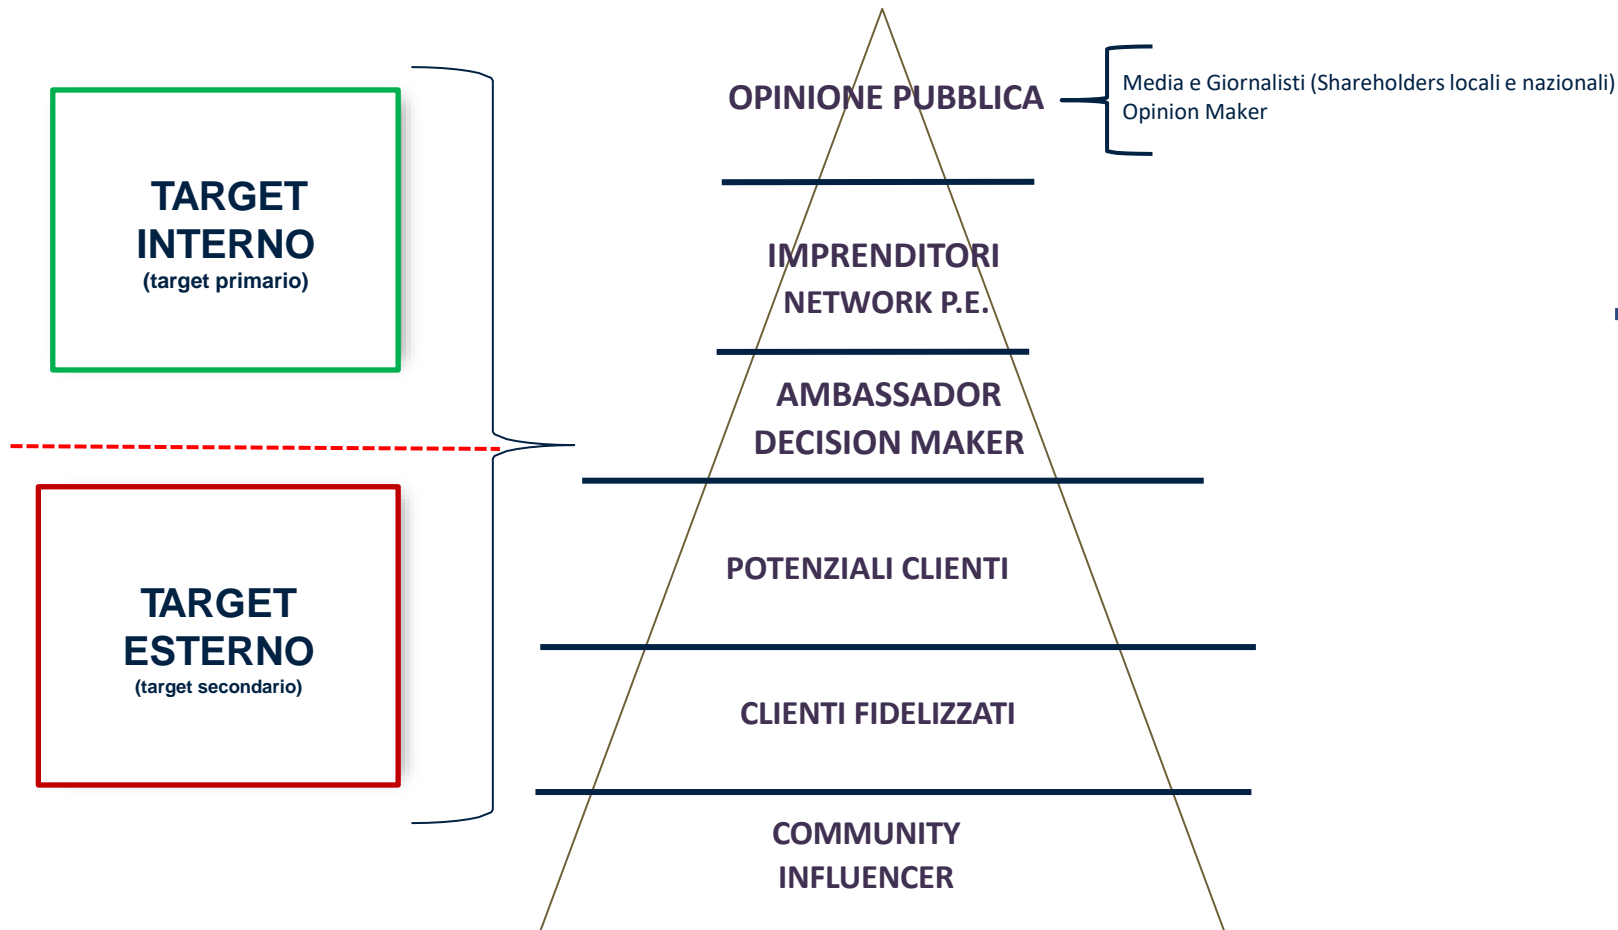 TARGET
INTERNO
(target primario)
TARGET
ESTERNO
(target secondario)
OPINIONE PUBBLICA
Media e Giornalisti (Shareholders locali e nazionali)
Opinion Maker
IMPRENDITORI
NETWORK P.E.
AMBASSADOR
DECISION MAKER
POTENZIALI CLIENTI
CLIENTI FIDELIZZATI
COMMUNITY
INFLUENCER